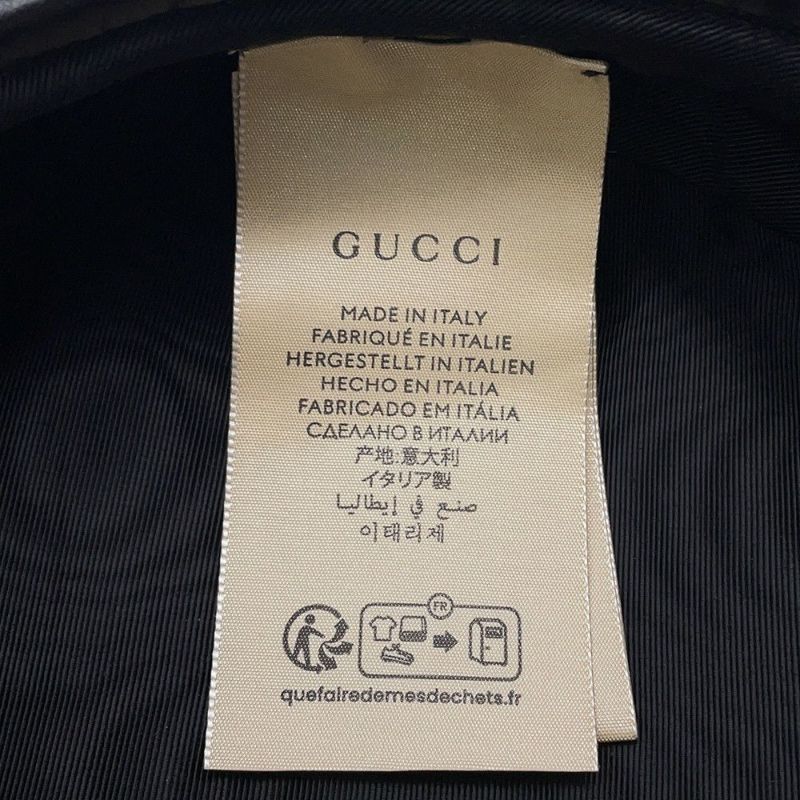 GUCCI
MADE IN ITALY
FABRIQUÉ EN ITALIE
HERGESTELLT IN ITALIEN
HECHO EN ITALIA
FABRICADO EM ITÁLIA
СДЕЛАНО В ИТАЛИИ
产地:意大利
イタリア製
صنع في إيطاليا
이태리제
FR
quefairedemesdechets.fr